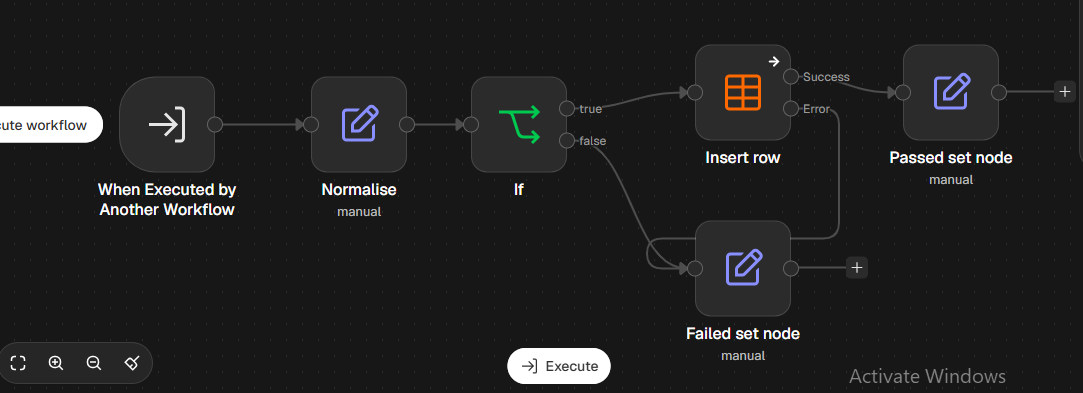 cute workflow
When Executed by
Another Workflow
Normalise
manual
If
true
false
Insert row
Success
Error
Passed set node
manual
Failed set node
manual
Execute
Activate Windows